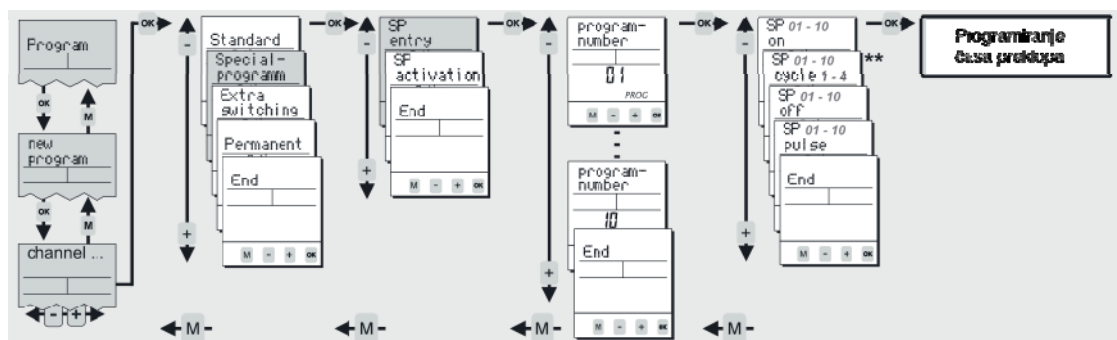 Program
OK
M
new
program
OK
M
channel ...
- +
OK
-
+
Standard
Special-
programm
Extra
switching
Permanent
End
M - + OK
M
OK
-
+
SP
entry
SP
activation
End
M - + OK
M
OK
-
+
program-
number
01
PROG
M - + OK
program-
number
10
End
M - + OK
M
OK
-
+
SP 01 - 10
on
SP 01 - 10
cycle 1 - 4
**
SP 01 - 10
off
SP 01 - 10
pulse
End
M - + OK
M
OK
Programiranje
časa preklopa